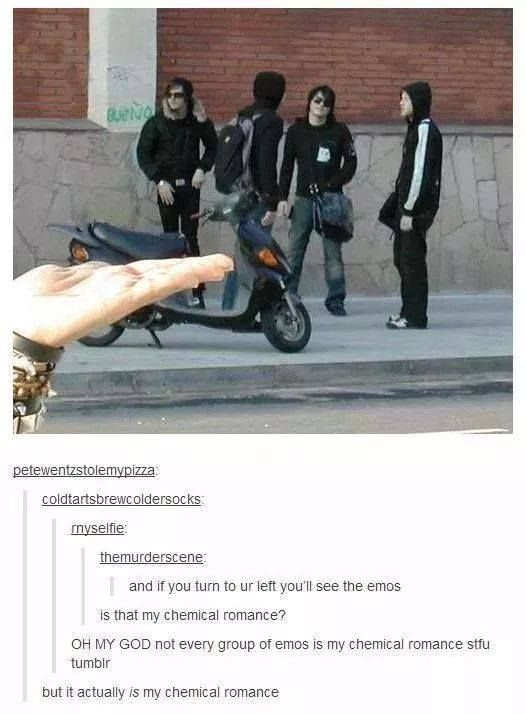 BUENO
petewentzstolemypizza:
coldtartsbrewcoldersocks:
rnyselfie:
themurderscene:
and if you turn to ur left you'll see the emos
is that my chemical romance?
OH MY GOD not every group of emos is my chemical romance stfu
tumblr
but it actually is my chemical romance